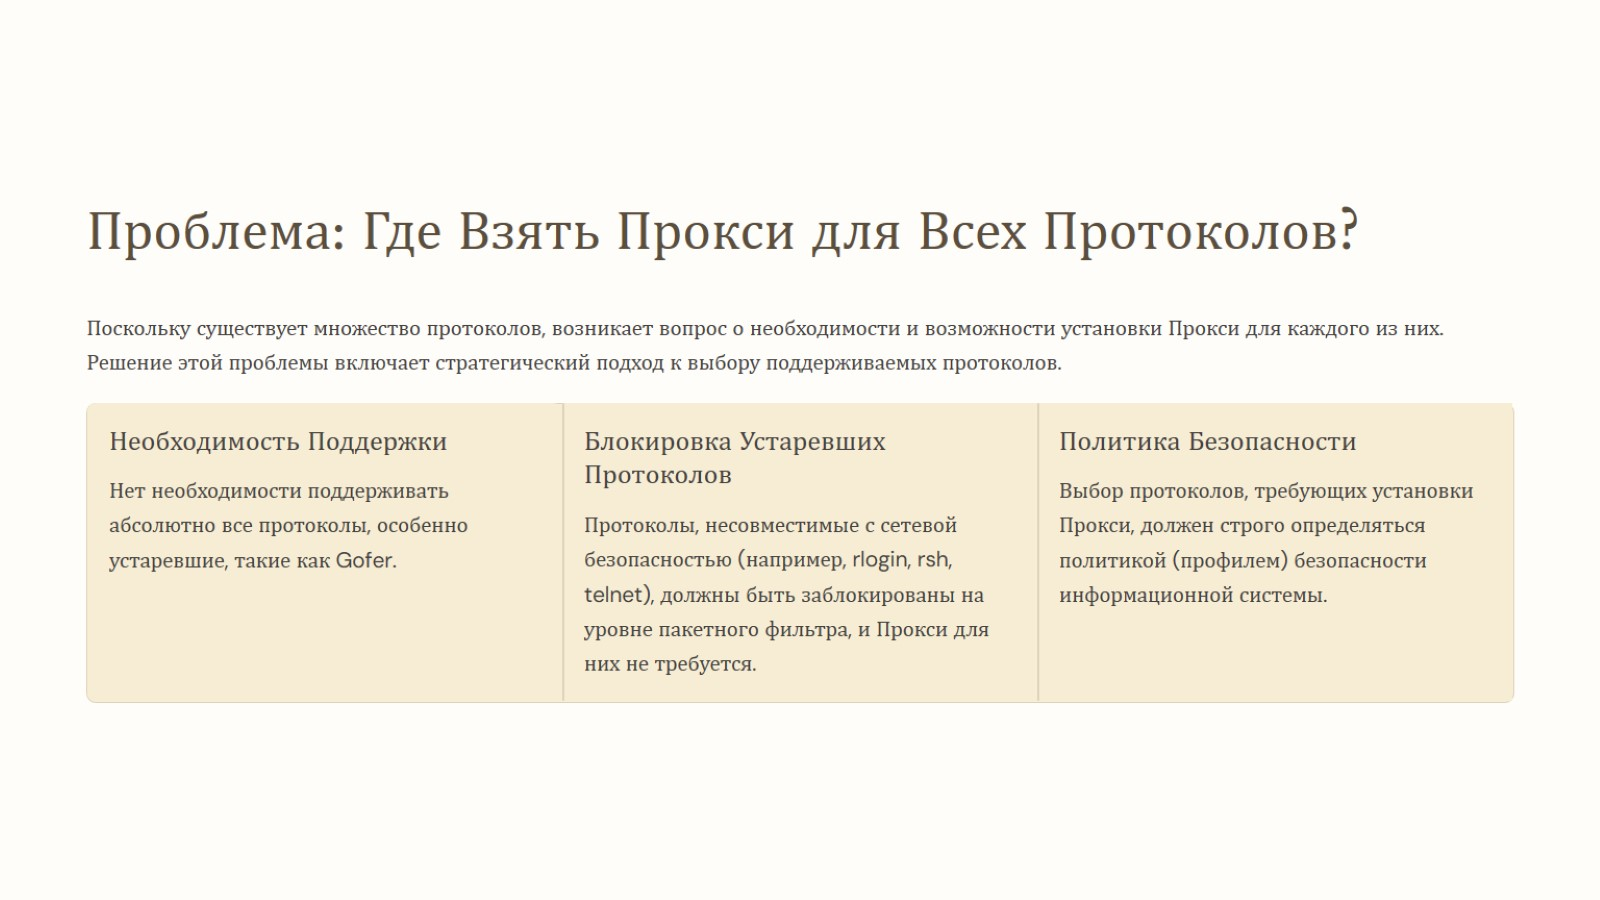 Проблема: Где Взять Прокси для Всех Протоколов?
Поскольку существует множество протоколов, возникает вопрос о необходимости и возможности установки Прокси для каждого из них.
Решение этой проблемы включает стратегический подход к выбору поддерживаемых протоколов.
Необходимость Поддержки
Нет необходимости поддерживать
абсолютно все протоколы, особенно
устаревшие, такие как Gofer.
Блокировка Устаревших
Протоколов
Протоколы, несовместимые с сетевой
безопасностью (например, rlogin, rsh,
telnet), должны быть заблокированы на
уровне пакетного фильтра, и Прокси для
них не требуется.
Политика Безопасности
Выбор протоколов, требующих установки
Прокси, должен строго определяться
политикой (профилем) безопасности
информационной системы.